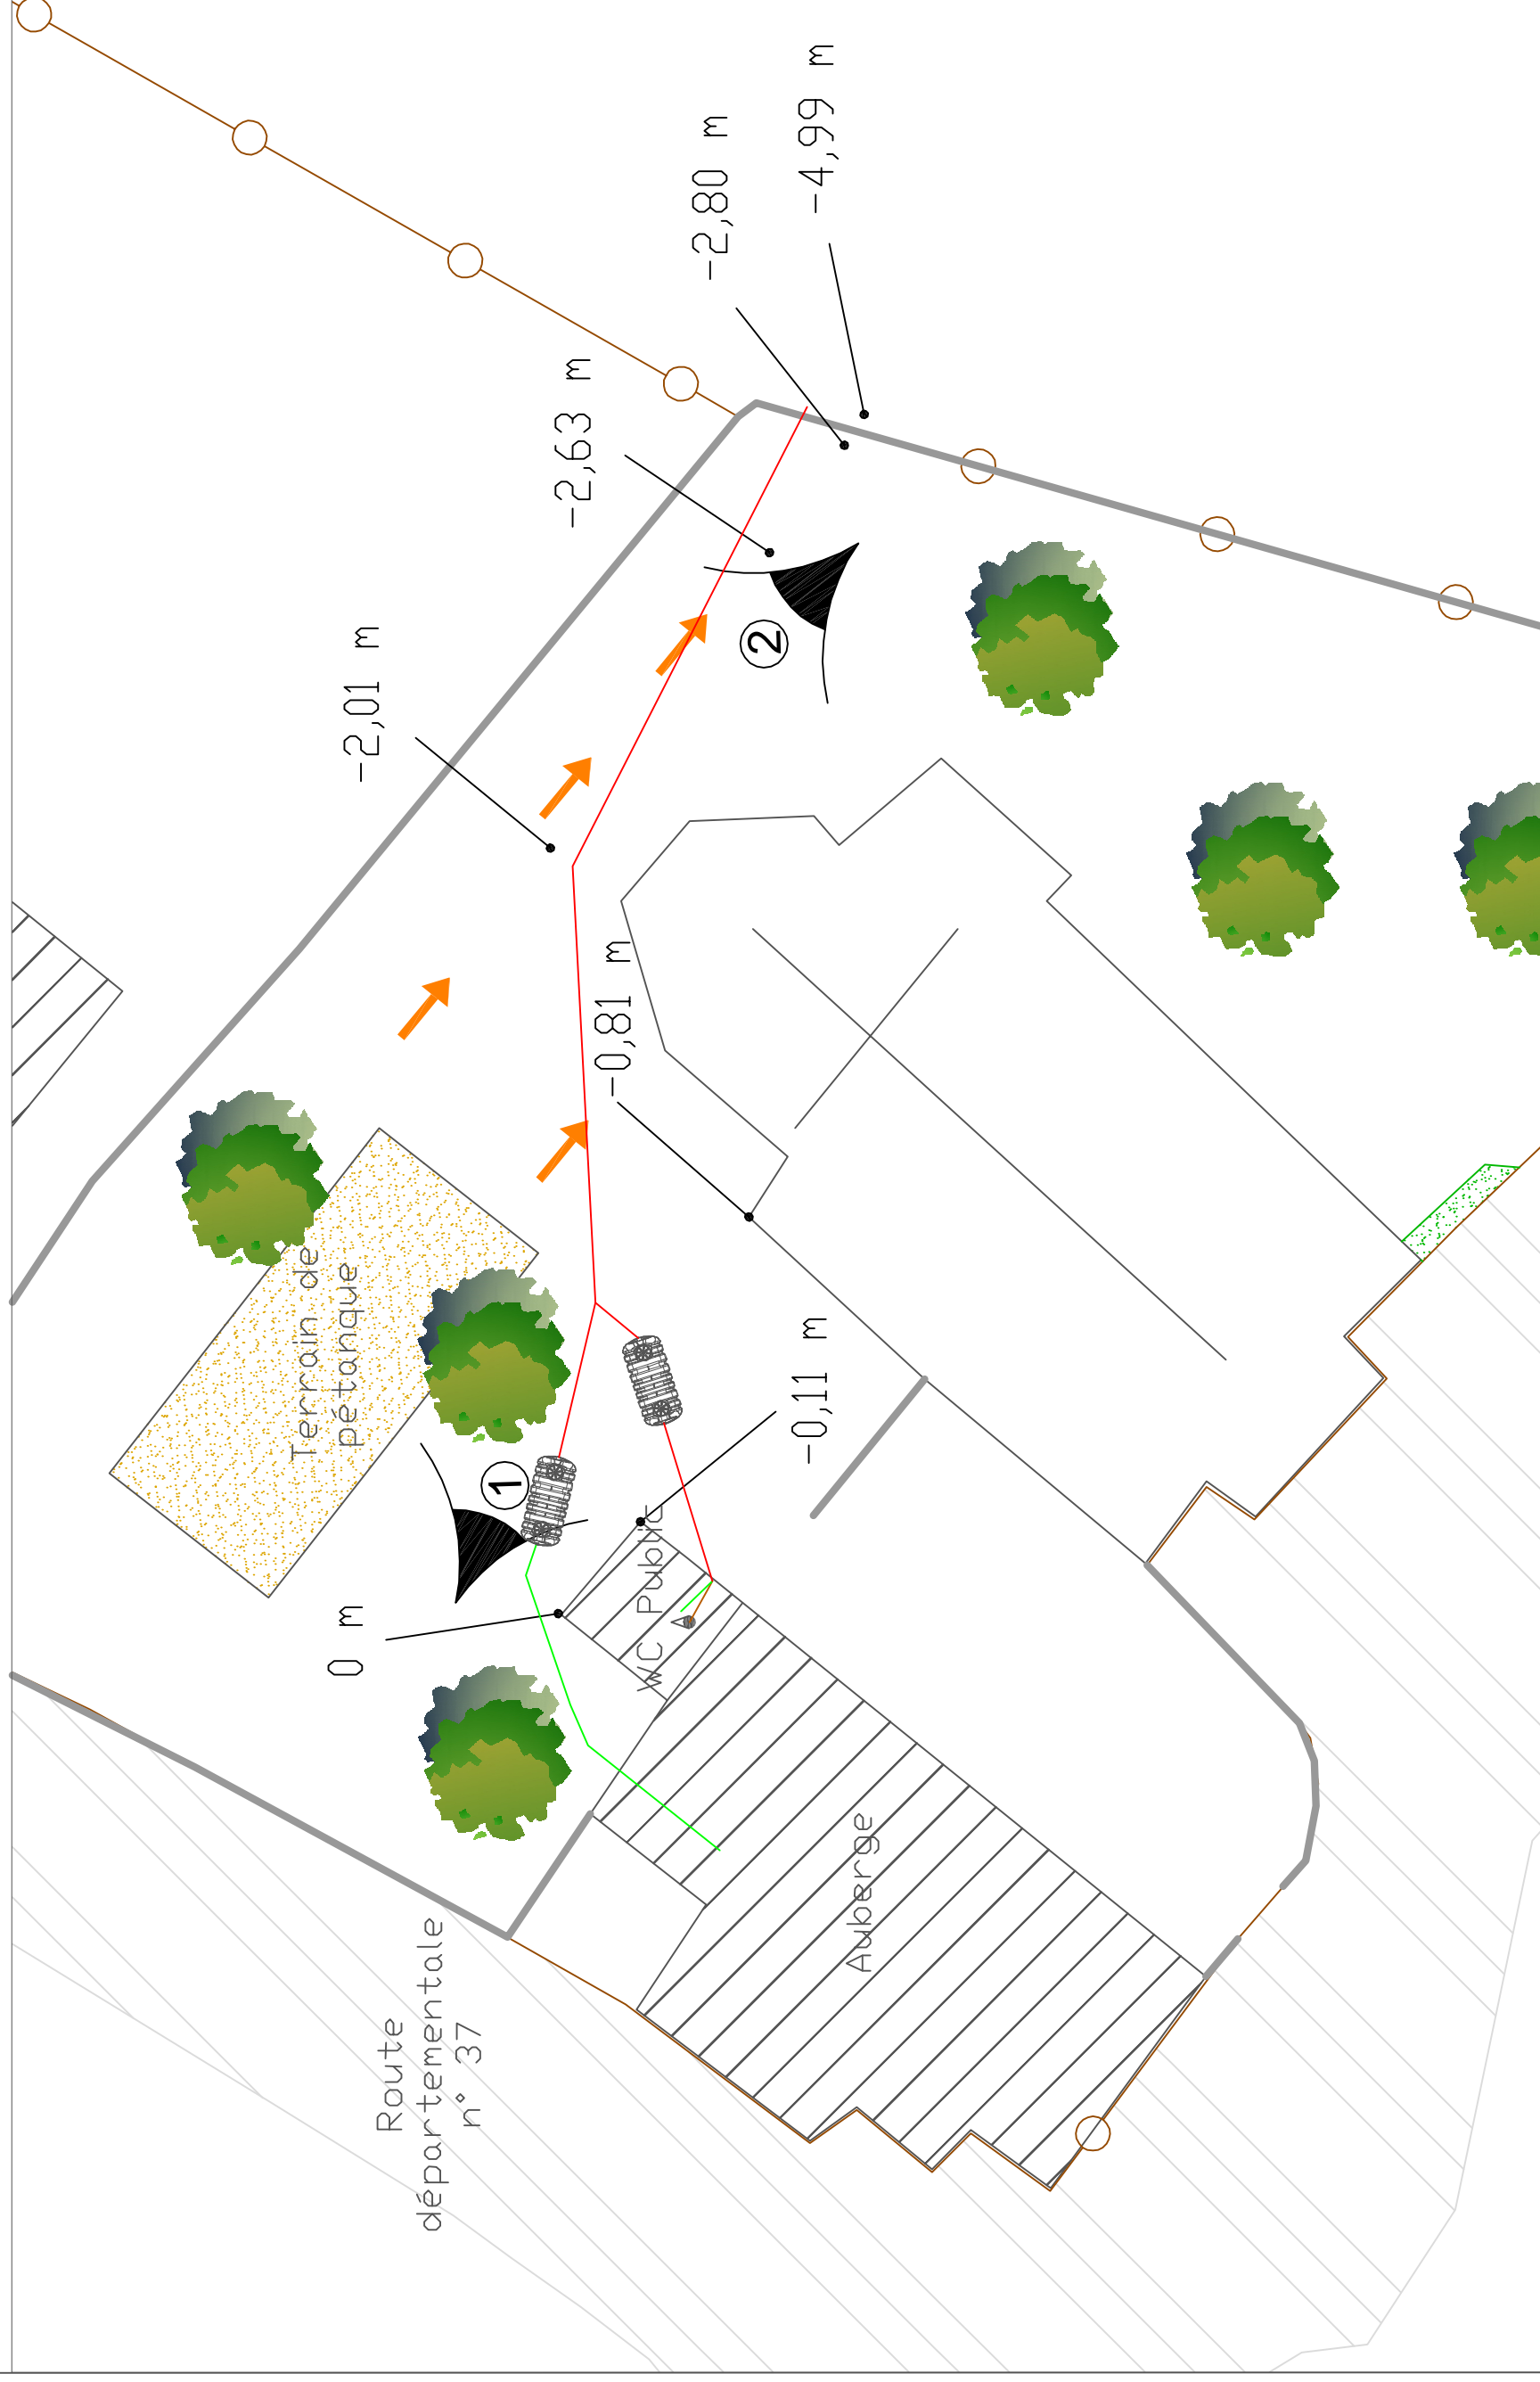 -4,99 m
-2,80 m
-2,63 m
-2,01 m
2
-0,81 m
Terrain de
pétanque
-0,11 m
1
WC Public
0 m
Auberge
Route
départementale
n° 37